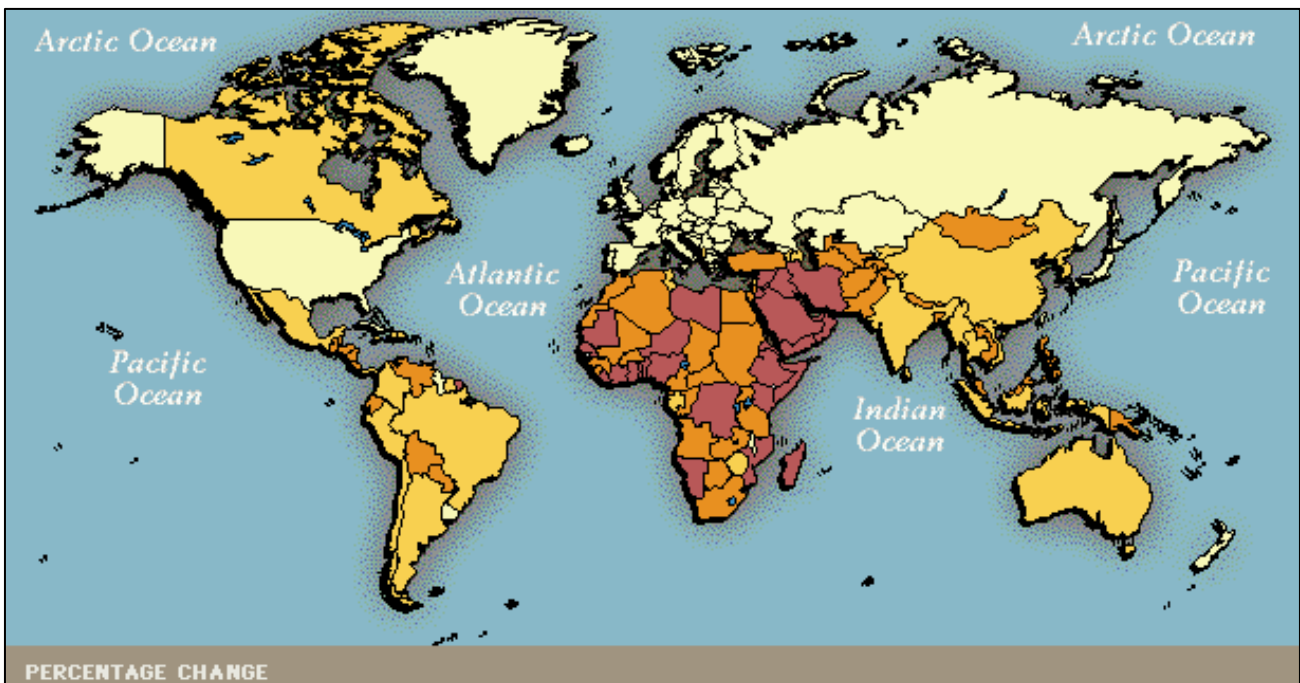 Arctic Ocean
Arctic Ocean
Atlantic
Ocean
Pacific
Ocean
Pacific
Ocean
Indian
Ocean
PERCENTAGE CHANGE